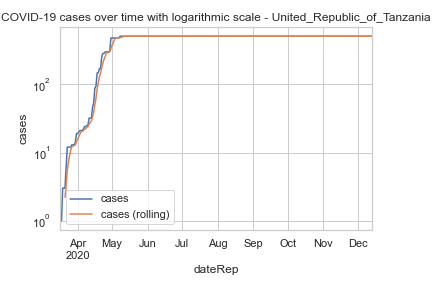 COVID-19 cases over time with logarithmic scale - United_Republic_of_Tanzania
cases
10²
10¹
10⁰
cases
cases (rolling)
Apr May Jun Jul Aug Sep Oct Nov Dec
2020
dateRep